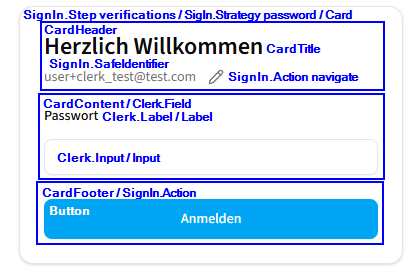 SignIn.Step verifications / SigIn.Strategy password / Card
CardHeader
Herzlich Willkommen CardTitle
SignIn.SafeIdentifier
user+clerk_test@test.com SignIn.Action navigate
CardContent / Clerk.Field
Passwort Clerk.Label / Label
Clerk.Input / Input
CardFooter / SignIn.Action
Button
Anmelden